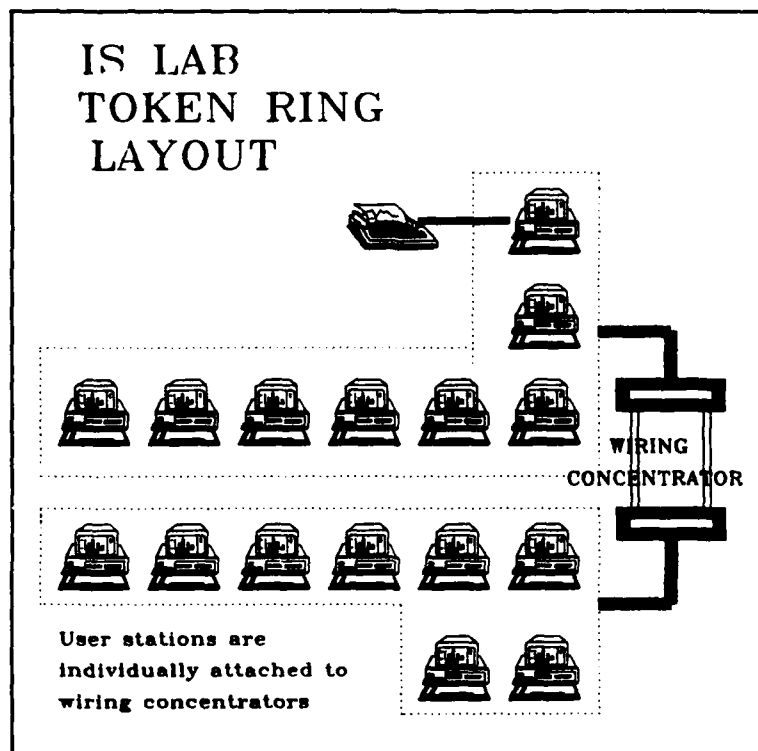 IS LAB
TOKEN RING
LAYOUT
WIRING
CONCENTRATOR
User stations are
individually attached to
wiring concentrators